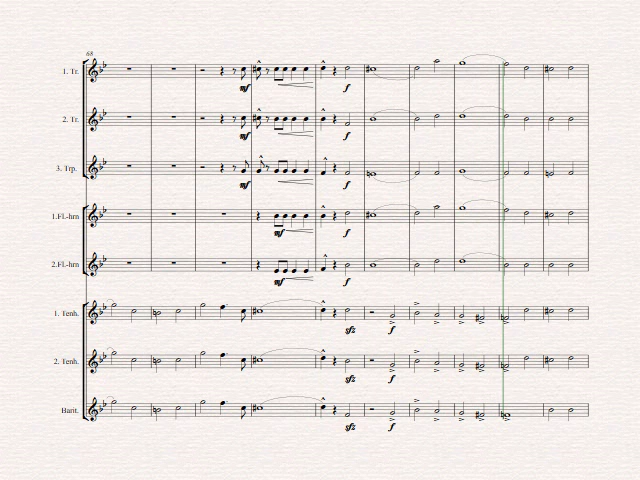 68
1. Tr.
mf
f
2. Tr.
mf
f
3. Trp.
mf
f
1.Fl.-hrn
mf
f
2.Fl.-hrn
mf
f
1. Tenh.
sfz f
2. Tenh.
sfz f
Barit.
sfz f